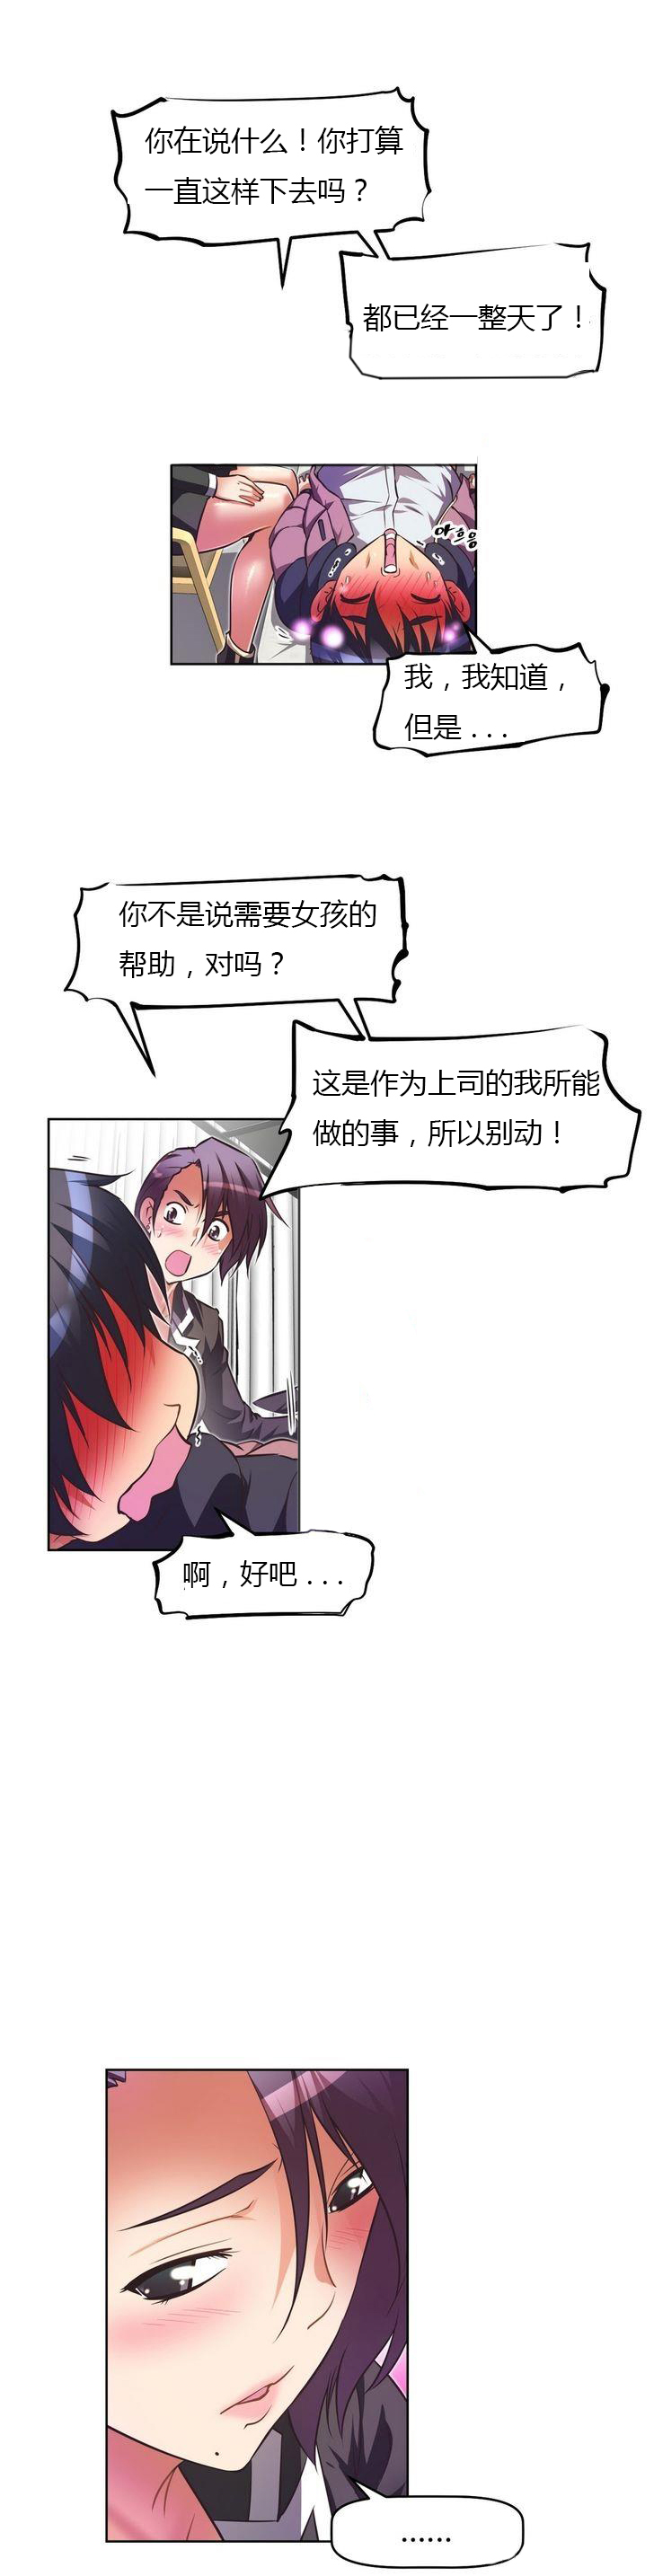 你在说什么！你打算
一直这样下去吗？
都已经一整天了！
아흐응
我，我知道，
但是...
你不是说需要女孩的
帮助，对吗？
这是作为上司的我所能
做的事，所以别动！
啊，好吧...
......